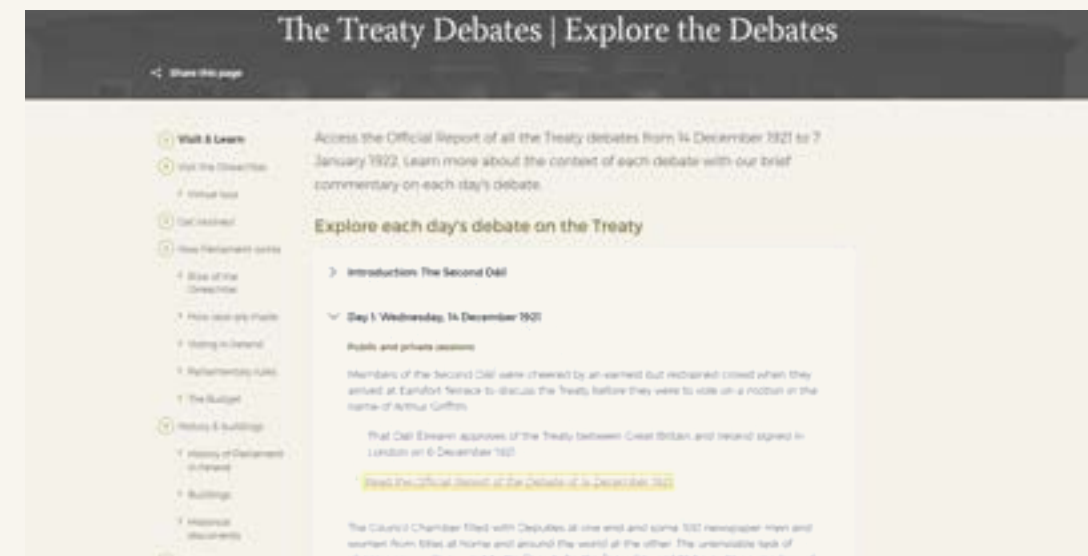 The Treaty Debates | Explore the Debates
Share this page
Visit & Learn
Visit the Oireachtas
Virtual tour
Get involved
How Parliament works
Rise of the
Oireachtas
How laws are made
Voting in Ireland
Parliamentary rules
The Budget
History & buildings
History of Parliament
in Ireland
Buildings
Historical
documents
Access the Official Report of all the Treaty debates from 14 December 1921 to 7
January 1922. Learn more about the context of each debate with our brief
commentary on each day's debate.
Explore each day's debate on the Treaty
Introduction: The Second Dáil
Day 1: Wednesday, 14 December 1921
Public and private sessions
Members of the Second Dáil were cheered by an earnest but restrained crowd when they
arrived at Earlsfort Terrace to discuss the Treaty before they were to vote on a motion in the
name of Arthur Griffith:
That Dáil Éireann approves of the Treaty between Great Britain and Ireland signed in
London on 6 December 1921.
Read the Official Report of the Debate of 14 December 1921
The Council Chamber filled with Deputies at one end and some 100 newspaper men and
women from titles at home and around the world at the other. The unenviable task of